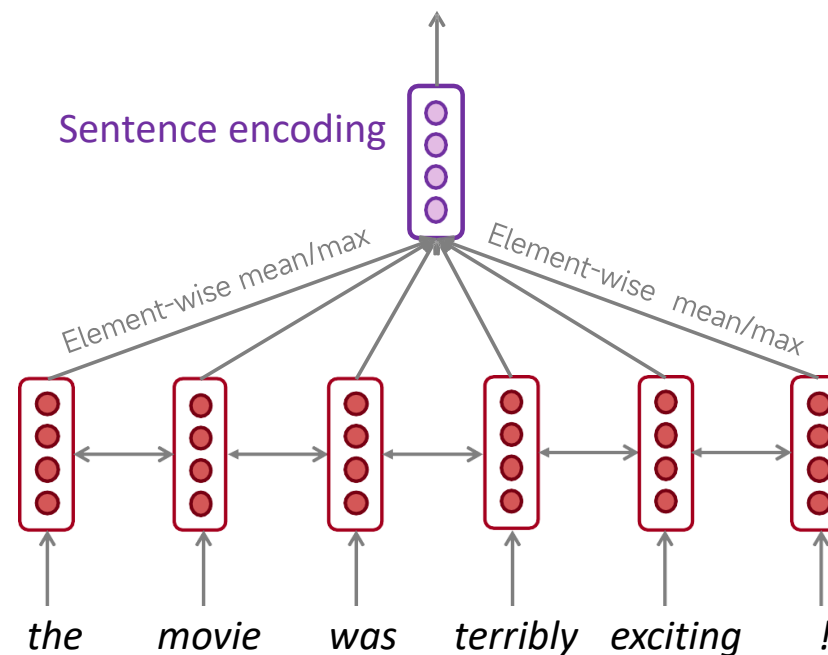 Sentence encoding
Element-wise mean/max
Element-wise mean/max
the movie was terribly exciting !